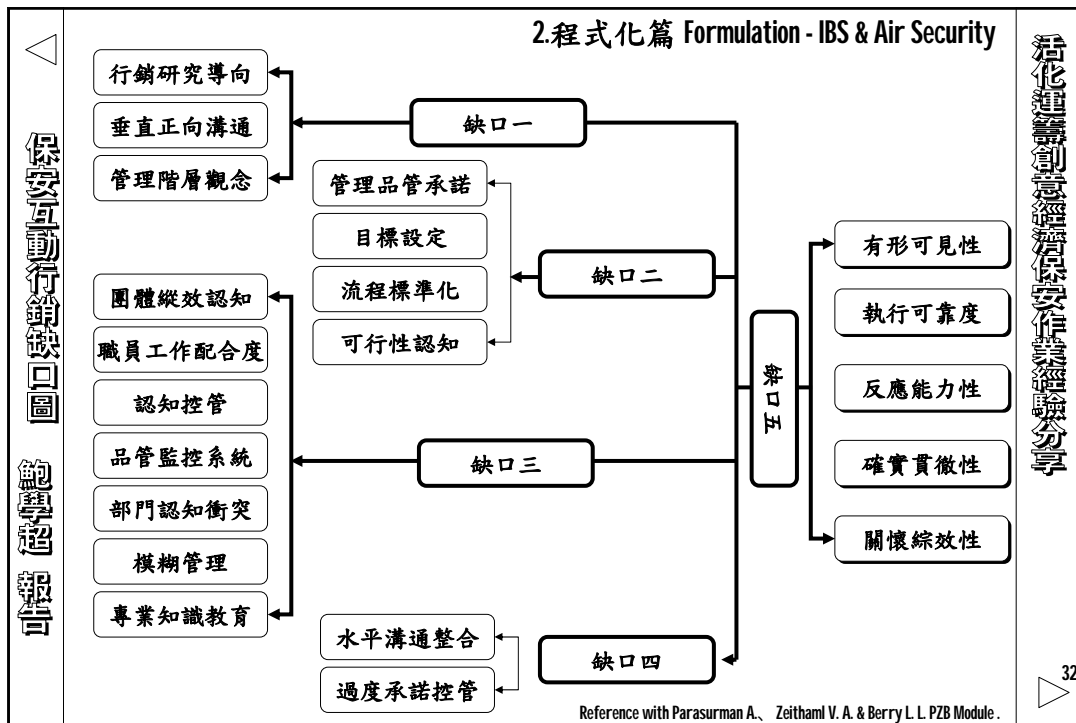 2.程式化篇 Formulation - IBS & Air Security
保安互動行銷缺口圖 鮑學超 報告
行銷研究導向
垂直正向溝通
管理階層觀念
缺口一
管理品管承諾
目標設定
流程標準化
可行性認知
缺口二
團體縱效認知
職員工作配合度
認知控管
品管監控系統
部門認知衝突
模糊管理
專業知識教育
缺口三
水平溝通整合
過度承諾控管
缺口四
缺口五
有形可見性
執行可靠度
反應能力性
確實貫徹性
關懷綜效性
Reference with Parasurman A.、 Zeithaml V. A. & Berry L. L. PZB Module .
活化運籌創意經濟保安作業經驗分享
32